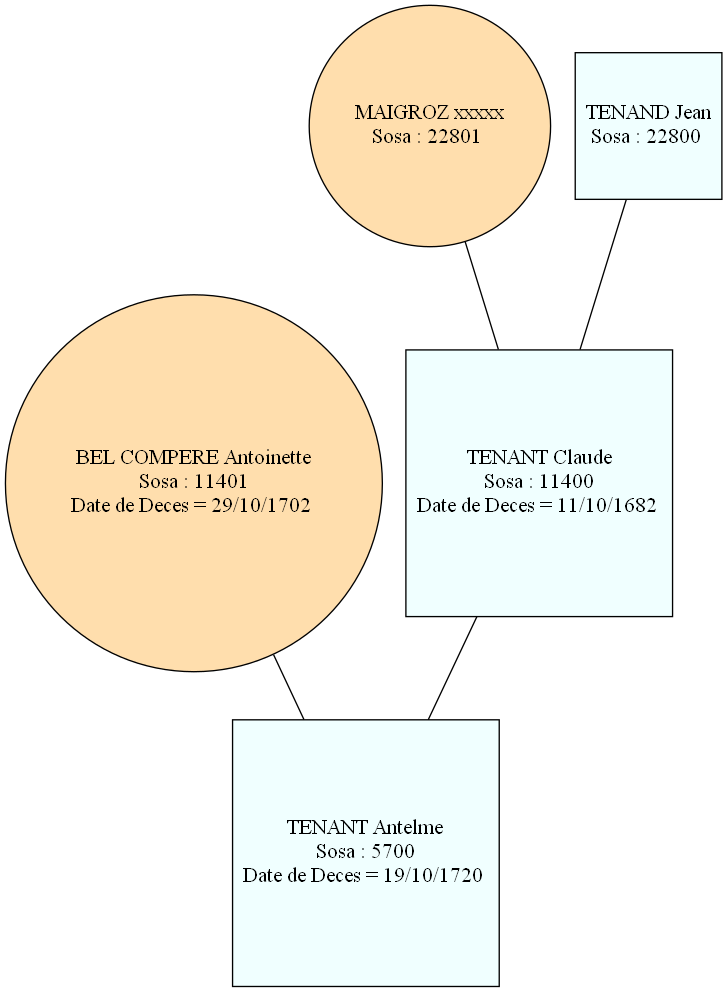 MAIGROZ xxxxx
Sosa : 22801
TENAND Jean
Sosa : 22800
BEL COMPERE Antoinette
Sosa : 11401
Date de Deces = 29/10/1702
TENANT Claude
Sosa : 11400
Date de Deces = 11/10/1682
TENANT Antelme
Sosa : 5700
Date de Deces = 19/10/1720